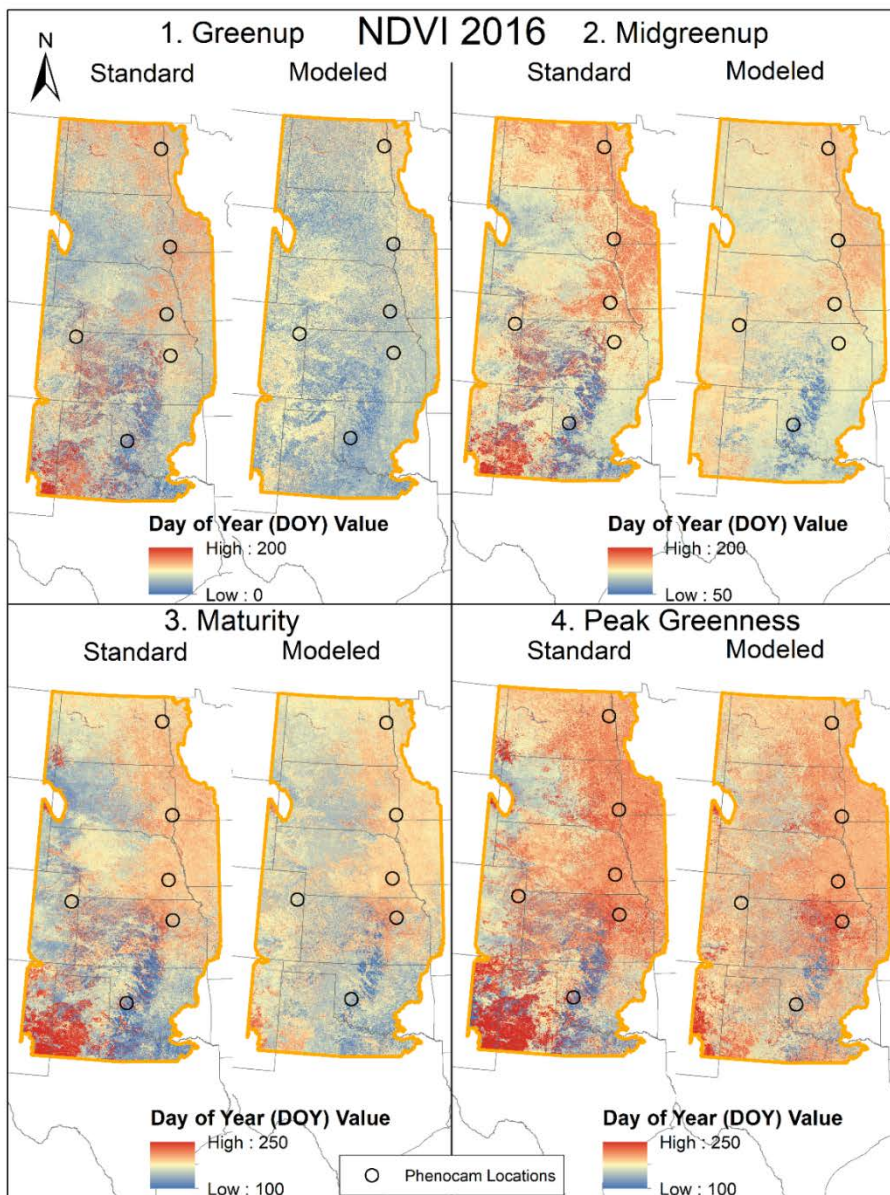 NDVI 2016
1. Greenup
2. Midgreenup
N
Standard
Modeled
Standard
Modeled
Day of Year (DOY) Value
High : 200
Low : 0
Day of Year (DOY) Value
High : 200
Low : 50
3. Maturity
4. Peak Greenness
Standard
Modeled
Standard
Modeled
Day of Year (DOY) Value
High : 250
Low : 100
Day of Year (DOY) Value
High : 250
Low : 100
Phenocam Locations